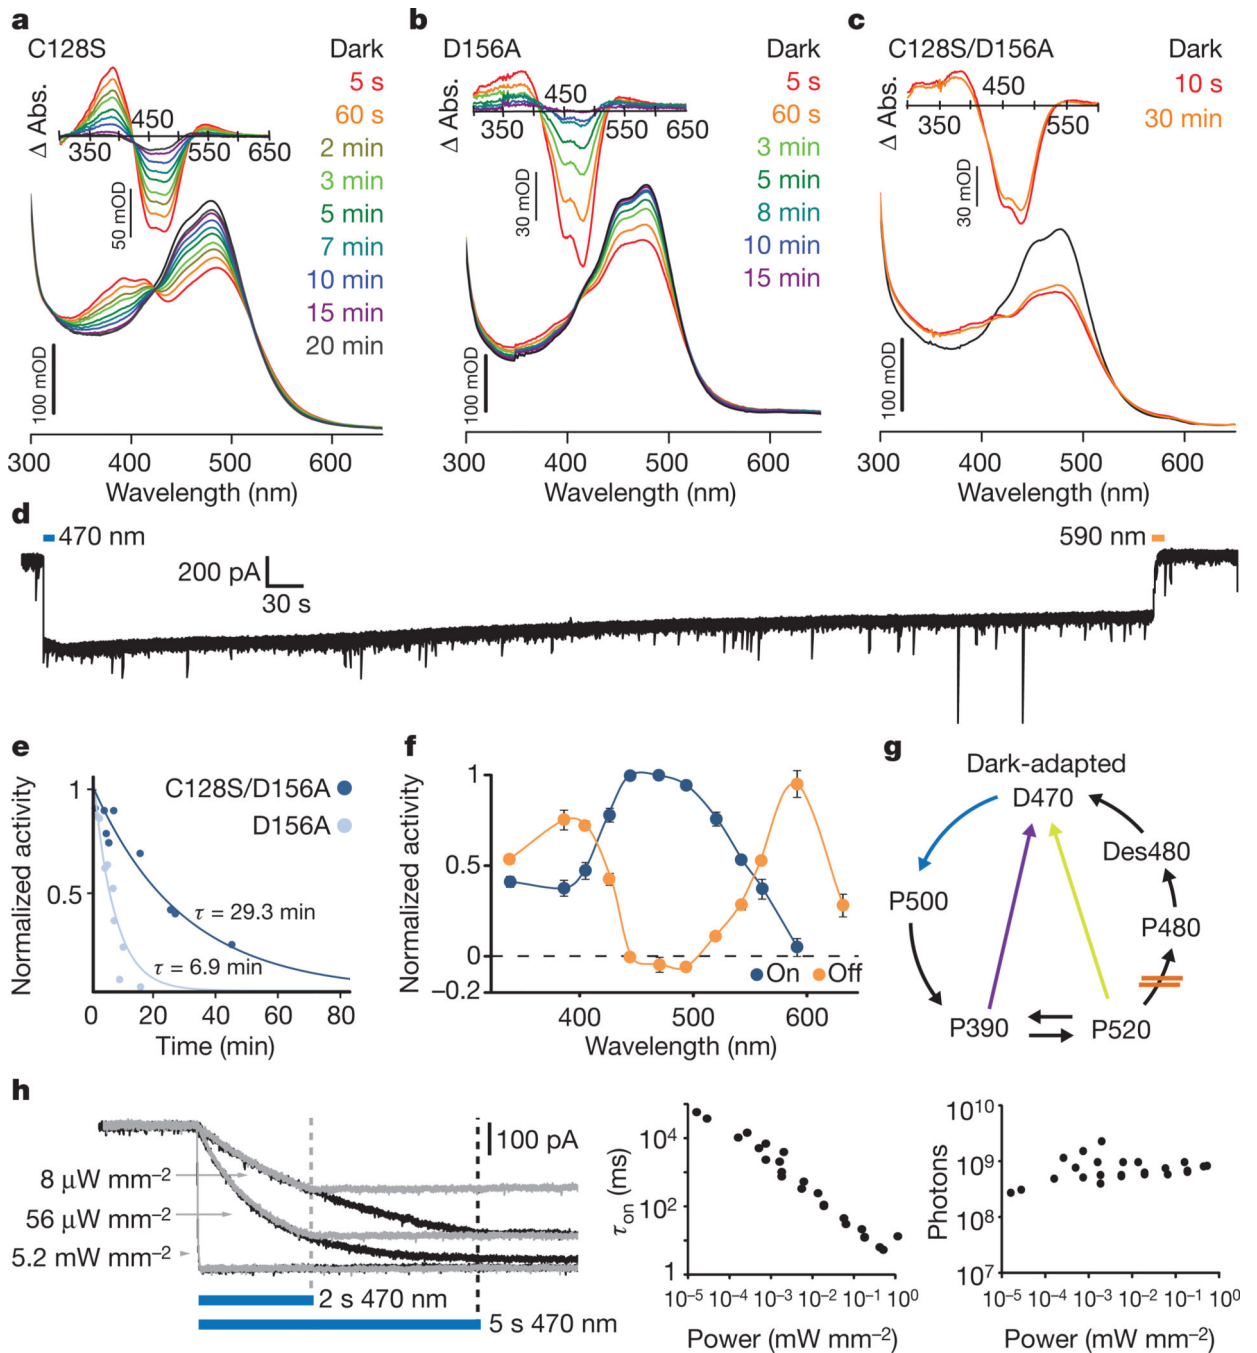 a
C128S
Dark
5 s
60 s
2 min
3 min
5 min
7 min
10 min
15 min
20 min
Δ Abs.
450
350
550
650
50 mOD
100 mOD
300
400
500
600
Wavelength (nm)
b
D156A
Dark
5 s
60 s
3 min
5 min
8 min
10 min
15 min
Δ Abs.
450
350
550
650
30 mOD
100 mOD
300
400
500
600
Wavelength (nm)
c
C128S/D156A
Dark
10 s
30 min
Δ Abs.
450
350
550
30 mOD
100 mOD
300
400
500
600
Wavelength (nm)
d
470 nm
590 nm
200 pA
30 s
e
Normalized activity
1
0.5
C128S/D156A
D156A
τ = 29.3 min
τ = 6.9 min
0
20
40
60
80
Time (min)
f
Normalized activity
1
0.5
0
−0.2
On
Off
400
500
600
Wavelength (nm)
g
Dark-adapted
D470
Des480
P500
P480
P390
P520
h
100 pA
8 μW mm−2
56 μW mm−2
5.2 mW mm−2
2 s 470 nm
5 s 470 nm
τon (ms)
10⁴
10²
1
10−5
10−4
10−3
10−2
10−1
10⁰
Power (mW mm−2)
Photons
10¹⁰
10⁹
10⁸
10⁷
10−5
10−4
10−3
10−2
10−1
10⁰
Power (mW mm−2)